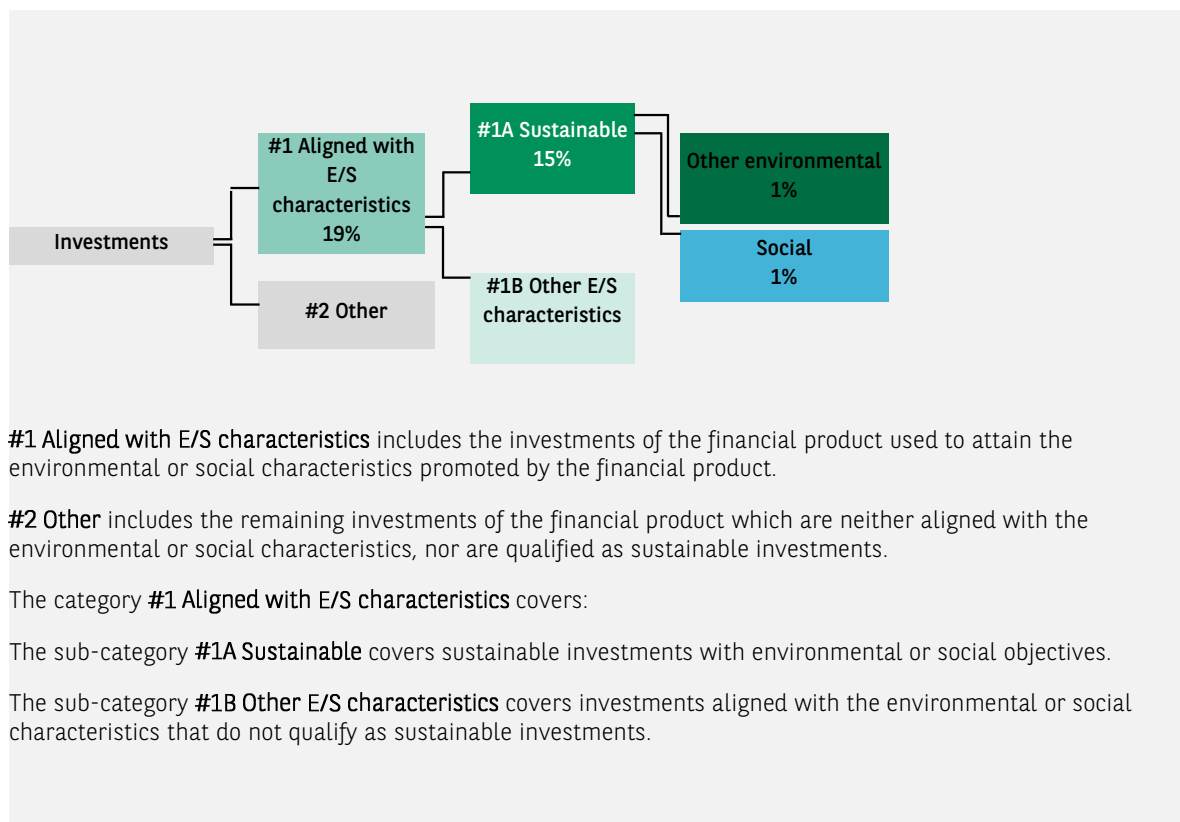 #1A Sustainable
15%
#1 Aligned with
E/S
characteristics
19%
Other environmental
1%
Investments
Social
1%
#2 Other
#1B Other E/S
characteristics
#1 Aligned with E/S characteristics includes the investments of the financial product used to attain the
environmental or social characteristics promoted by the financial product.
#2 Other includes the remaining investments of the financial product which are neither aligned with the
environmental or social characteristics, nor are qualified as sustainable investments.
The category #1 Aligned with E/S characteristics covers:
The sub-category #1A Sustainable covers sustainable investments with environmental or social objectives.
The sub-category #1B Other E/S characteristics covers investments aligned with the environmental or social
characteristics that do not qualify as sustainable investments.